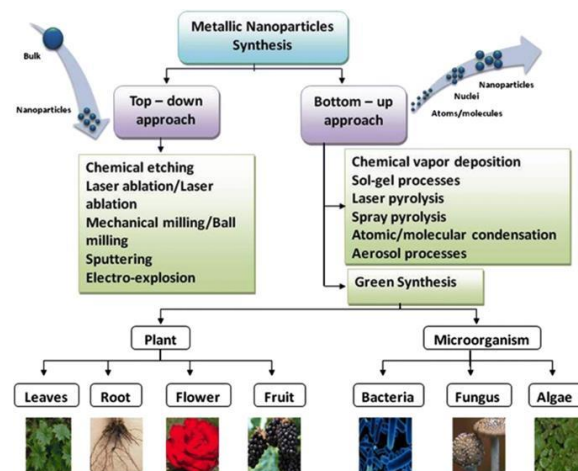 Metallic Nanoparticles
Synthesis
Bulk
Nanoparticles
Top – down
approach
Bottom – up
approach
Nanoparticles
Nuclei
Atoms/molecules
Chemical etching
Laser ablation/Laser
ablation
Mechanical milling/Ball
milling
Sputtering
Electro-explosion
Chemical vapor deposition
Sol-gel processes
Laser pyrolysis
Spray pyrolysis
Atomic/molecular condensation
Aerosol processes
Green Synthesis
Plant
Microorganism
Leaves
Root
Flower
Fruit
Bacteria
Fungus
Algae